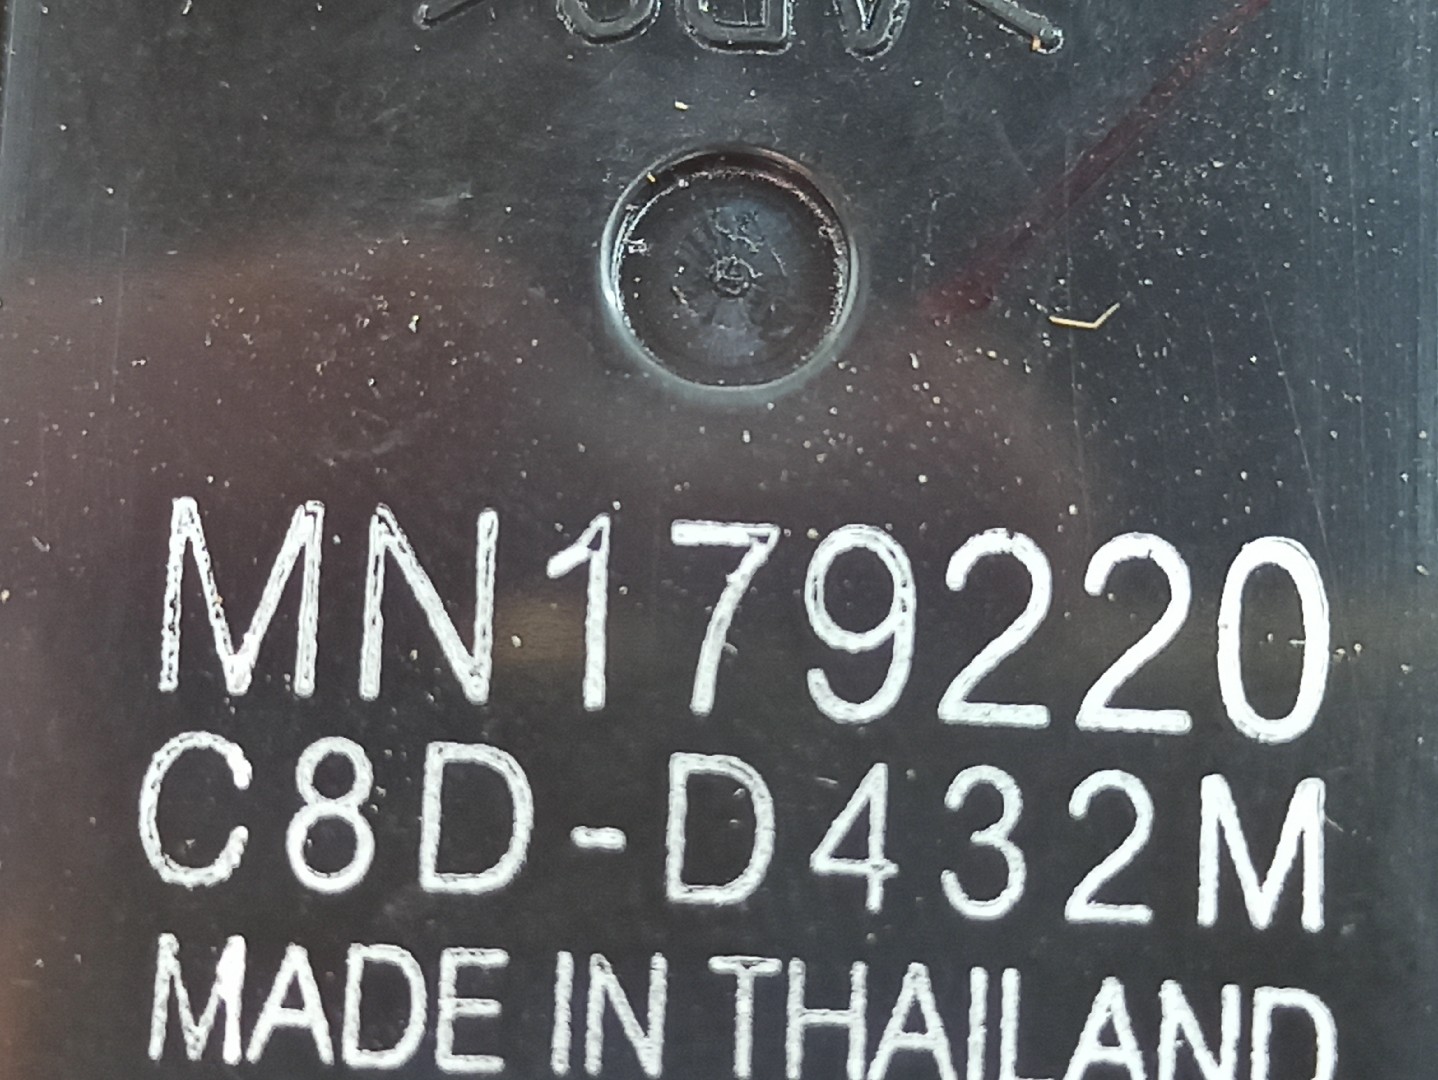 MN179220
C8D-D432M
MADE IN THAILAND